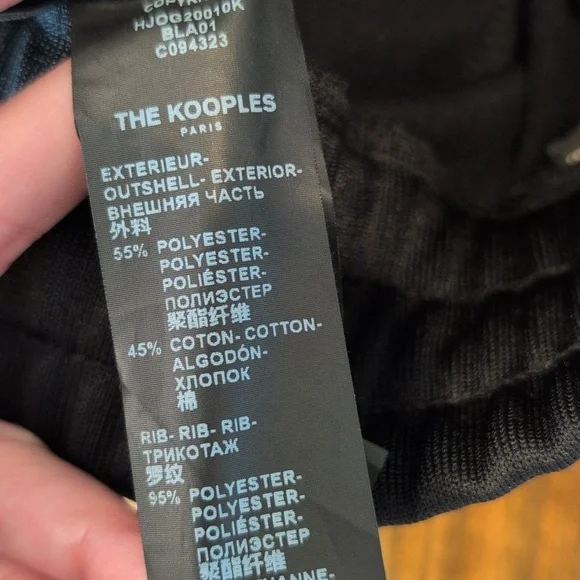 COPYRI
HJOG20010K
BLA01
C094323
THE KOOPLES
PARIS
EXTERIEUR-
OUTSHELL- EXTERIOR-
ВНЕШНЯЯ ЧАСТЬ
外料
55% POLYESTER-
POLYESTER-
POLIÉSTER-
ПОЛИЭСТЕР
聚酯纤维
45% COTON- COTTON-
ALGODÓN-
ХЛОПОК
棉
RIB- RIB- RIB-
ТРИКОТАЖ
罗纹
95% POLYESTER-
POLYESTER-
POLIÉSTER-
ПОЛИЭСТЕР
聚酯纤维